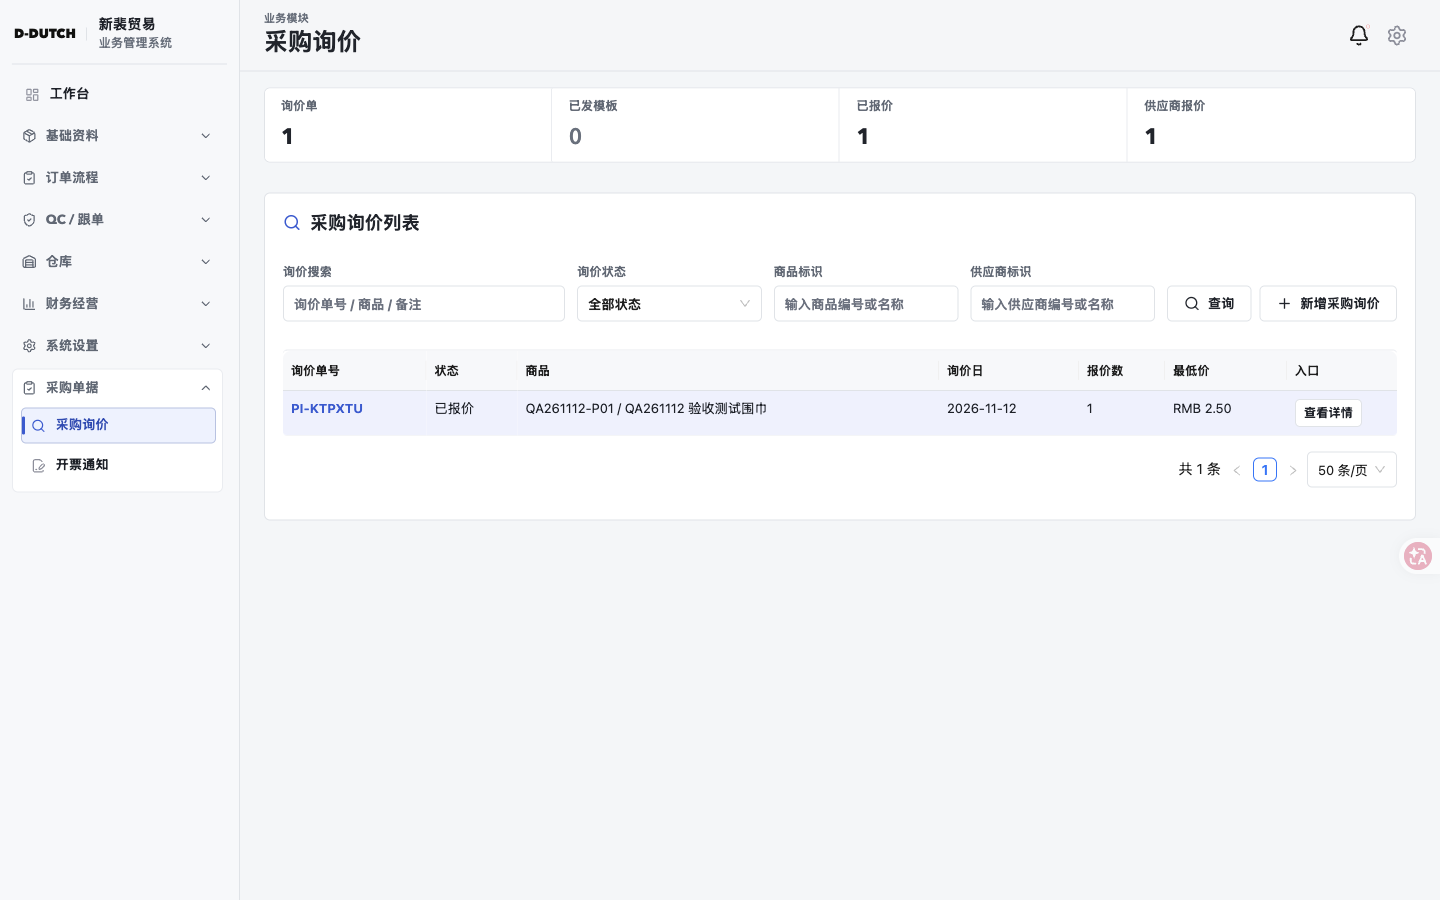 D-DUTCH
新裴贸易
业务管理系统
工作台
基础资料
订单流程
QC / 跟单
仓库
财务经营
系统设置
采购单据
采购询价
开票通知
业务模块
采购询价
询价单
1
已发模板
0
已报价
1
供应商报价
1
采购询价列表
询价搜索
询价单号 / 商品 / 备注
询价状态
全部状态
商品标识
输入商品编号或名称
供应商标识
输入供应商编号或名称
查询
新增采购询价
询价单号 状态 商品 询价日 报价数 最低价 入口
PI-KTPXTU 已报价 QA261112-P01 / QA261112 验收测试围巾 2026-11-12 1 RMB 2.50 查看详情
共 1 条 1 50 条/页